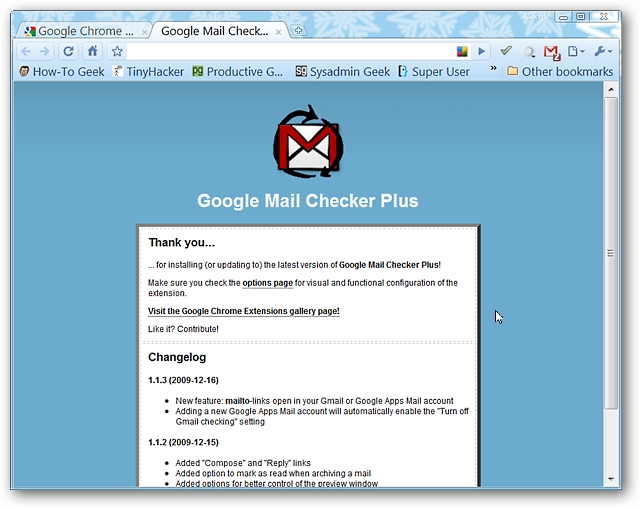 Google Chrome ...
Google Mail Check...
How-To Geek
TinyHacker
Productive G...
Sysadmin Geek
Super User
»
Other bookmarks
Google Mail Checker Plus
Thank you...
... for installing (or updating to) the latest version of Google Mail Checker Plus!
Make sure you check the options page for visual and functional configuration of the
extension.
Visit the Google Chrome Extensions gallery page!
Like it? Contribute!
Changelog
1.1.3 (2009-12-16)
New feature: mailto-links open in your Gmail or Google Apps Mail account
Adding a new Google Apps Mail account will automatically enable the "Turn off
Gmail checking" setting
1.1.2 (2009-12-15)
Added "Compose" and "Reply" links
Added option to mark as read when archiving a mail
Added options for better control of the preview window